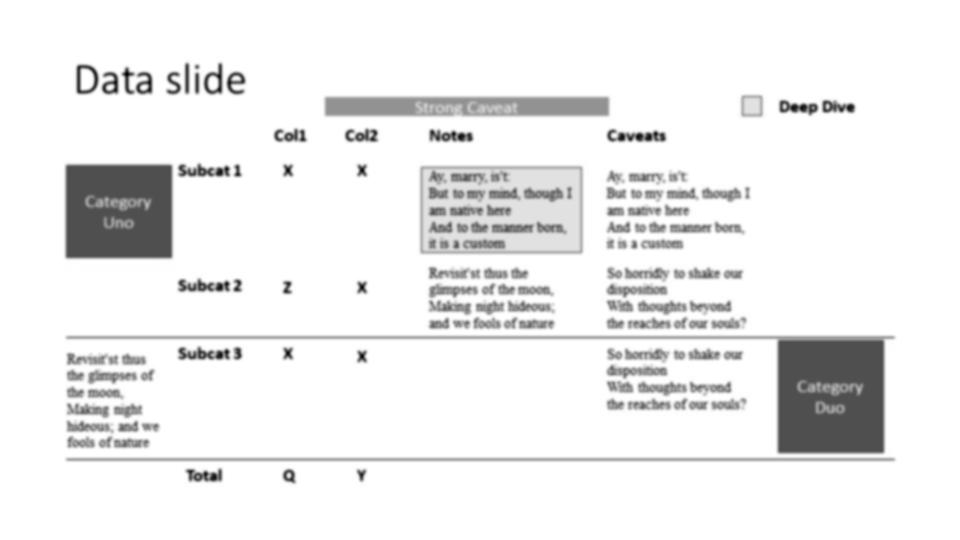 Data slide
Strong Caveat
Deep Dive
Col1 Col2 Notes Caveats
Category
Uno
Subcat 1 X X
Ay, marry, is't:
But to my mind, though I
am native here
And to the manner born,
it is a custom
Ay, marry, is't:
But to my mind, though I
am native here
And to the manner born,
it is a custom
Subcat 2 Z X
Revisit'st thus the
glimpses of the moon,
Making night hideous;
and we fools of nature
So horridly to shake our
disposition
With thoughts beyond
the reaches of our souls?
Revisit'st thus
the glimpses of
the moon,
Making night
hideous; and we
fools of nature
Subcat 3 X X
So horridly to shake our
disposition
With thoughts beyond
the reaches of our souls?
Category
Duo
Total Q Y